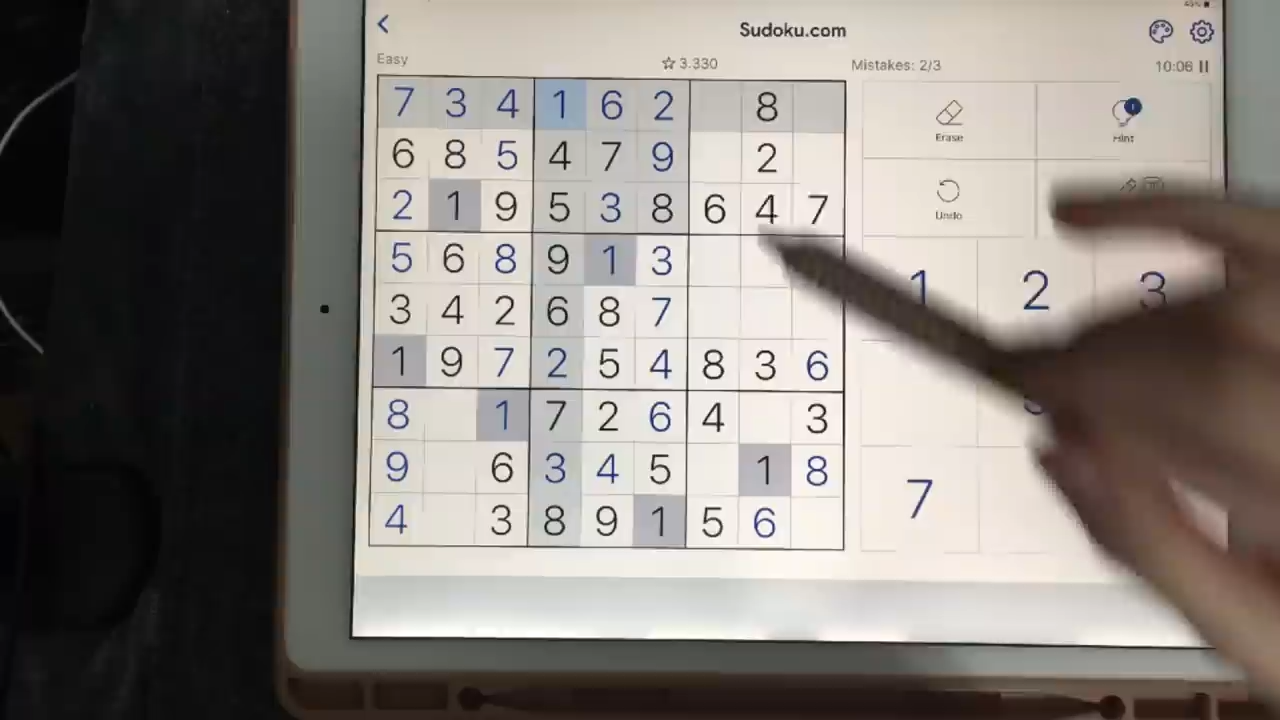 45%
Sudoku.com
Easy ☆ 3.330 Mistakes: 2/3 10:06
7 3 4 1 6 2 8
6 8 5 4 7 9 2
2 1 9 5 3 8 6 4 7
5 6 8 9 1 3
3 4 2 6 8 7
1 9 7 2 5 4 8 3 6
8 1 7 2 6 4 3
9 6 3 4 5 1 8
4 3 8 9 1 5 6
Erase Hint
Undo
1 2 3
7